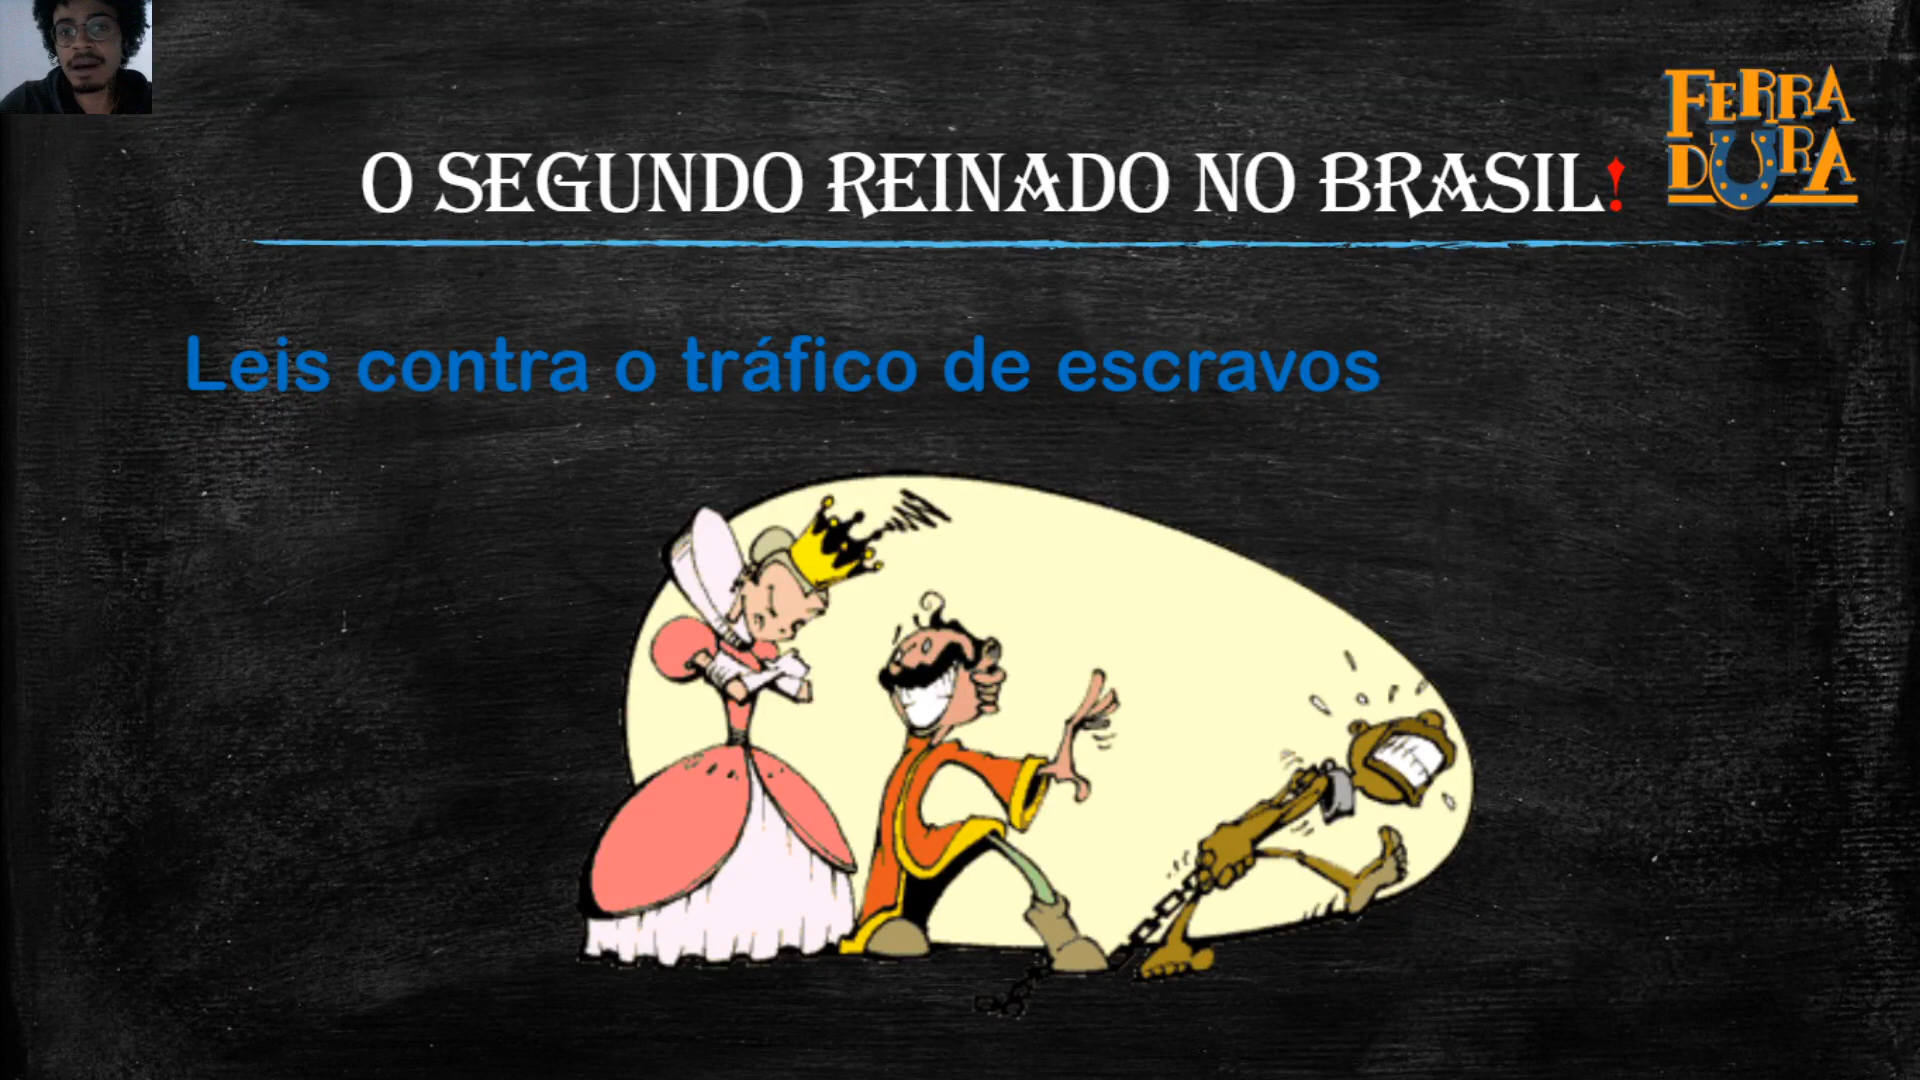 FERRA
DURA
O SEGUNDO REINADO NO BRASIL!
Leis contra o tráfico de escravos